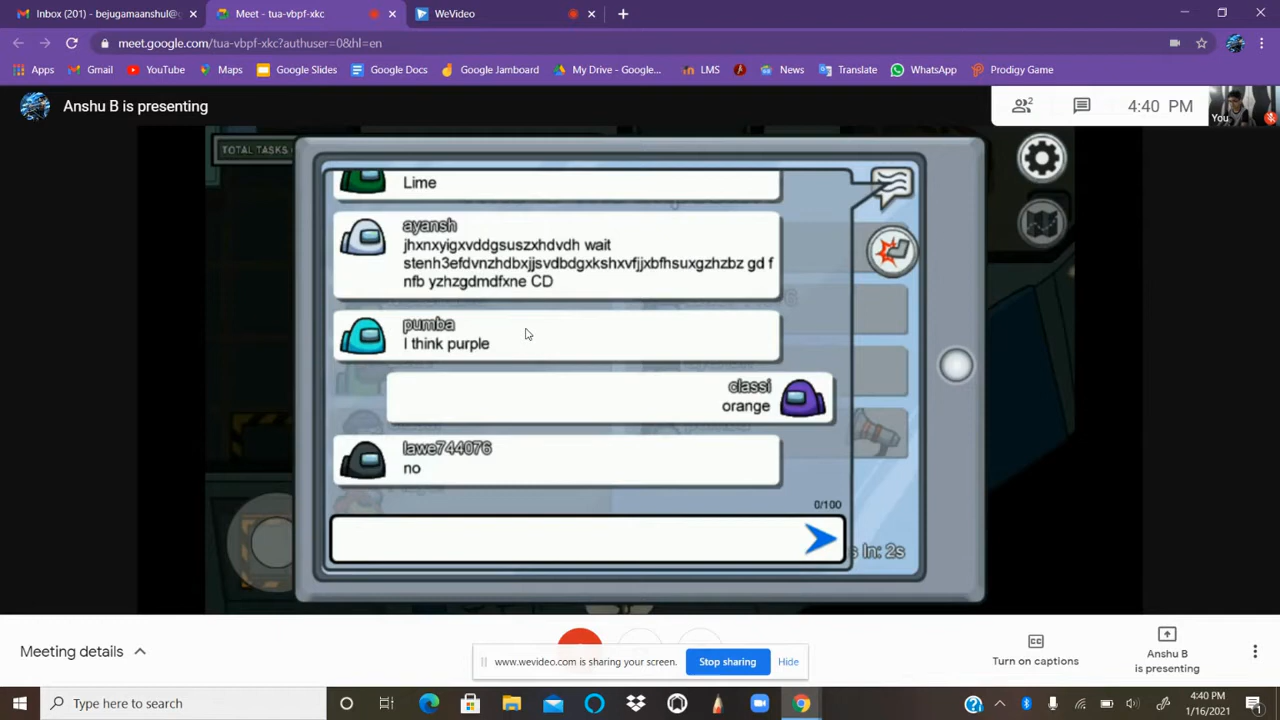 Inbox (201) - bejugamaanshul@g
Meet - tua-vbpf-xkc
WeVideo
meet.google.com/tua-vbpf-xkc?authuser=0&hl=en
Apps
Gmail
YouTube
Maps
Google Slides
Google Docs
Google Jamboard
My Drive - Google...
LMS
News
Translate
WhatsApp
Prodigy Game
Anshu B is presenting
2
4:40 PM
You
TOTAL TASKS
Lime
ayansh
jhxnxyigxvddgsuszxhdvdh wait
stenh3efdvnzhdbxjjsvdbdgxkshxvfjjxbfhsuxgzhzbz gd f
nfb yzhzgdmdfxne CD
pumba
I think purple
classi
orange
lawe744076
no
0/100
s In: 2s
Meeting details
www.wevideo.com is sharing your screen.
Stop sharing
Hide
Turn on captions
Anshu B
is presenting
Type here to search
4:40 PM
1/16/2021